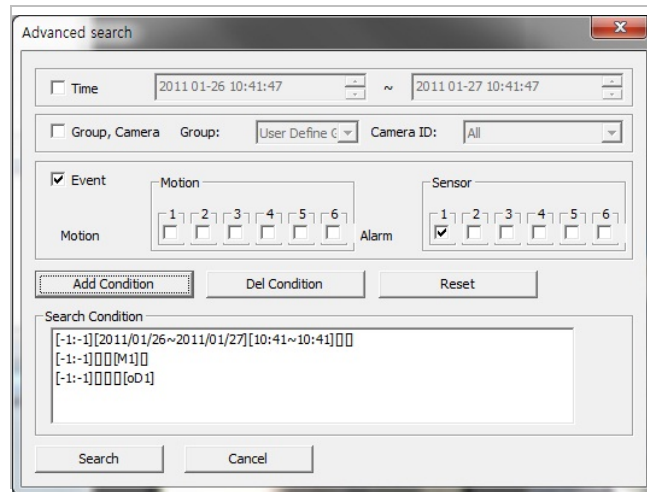 Advanced search
Time 2011 01-26 10:41:47 ~ 2011 01-27 10:41:47
Group, Camera Group: User Define G Camera ID: All
Event Motion Sensor
1 2 3 4 5 6 1 2 3 4 5 6
Motion Alarm
Add Condition Del Condition Reset
Search Condition
[-1:-1][2011/01/26~2011/01/27][10:41~10:41][][]
[-1:-1][][][M1][]
[-1:-1][][][][oD1]
Search Cancel